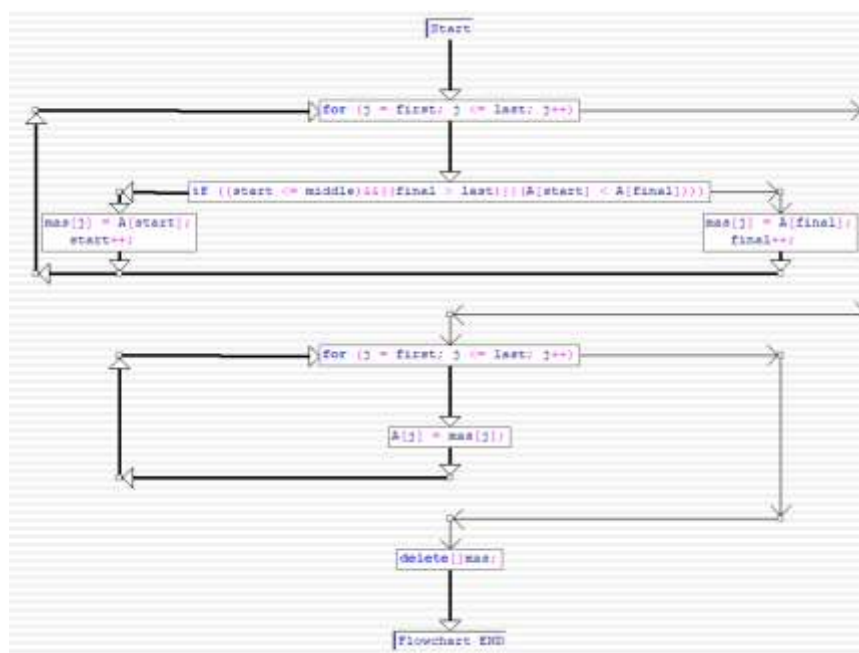 Start
for (j = first; j <= last; j++)
if ((start <= middle)&&((final > last)||(A[start] < A[final])))
mas[j] = A[start];
start++;
mas[j] = A[final];
final++;
for (j = first; j <= last; j++)
A[j] = mas[j];
delete[]mas;
Flowchart END